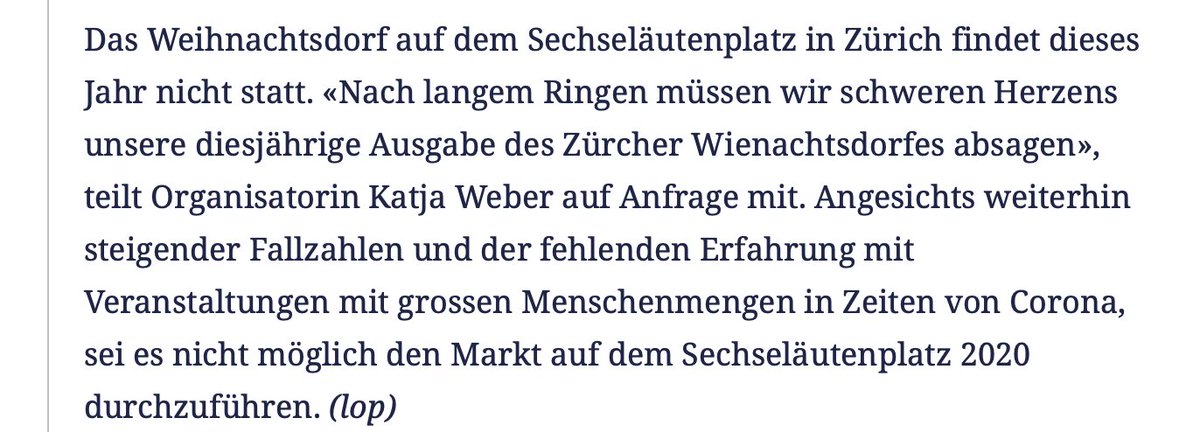 Das Weihnachtsdorf auf dem Sechseläutenplatz in Zürich findet dieses
Jahr nicht statt. «Nach langem Ringen müssen wir schweren Herzens
unsere diesjährige Ausgabe des Zürcher Wienachtsdorfes absagen»,
teilt Organisatorin Katja Weber auf Anfrage mit. Angesichts weiterhin
steigender Fallzahlen und der fehlenden Erfahrung mit
Veranstaltungen mit grossen Menschenmengen in Zeiten von Corona,
sei es nicht möglich den Markt auf dem Sechseläutenplatz 2020
durchzuführen. (lop)